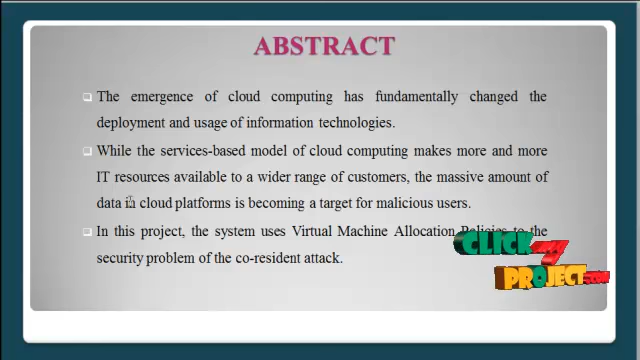 ABSTRACT
The emergence of cloud computing has fundamentally changed the
deployment and usage of information technologies.
While the services-based model of cloud computing makes more and more
IT resources available to a wider range of customers, the massive amount of
data in cloud platforms is becoming a target for malicious users.
In this project, the system uses Virtual Machine Allocation Policies to the
security problem of the co-resident attack.
CLICK MY
PROJECT.COM